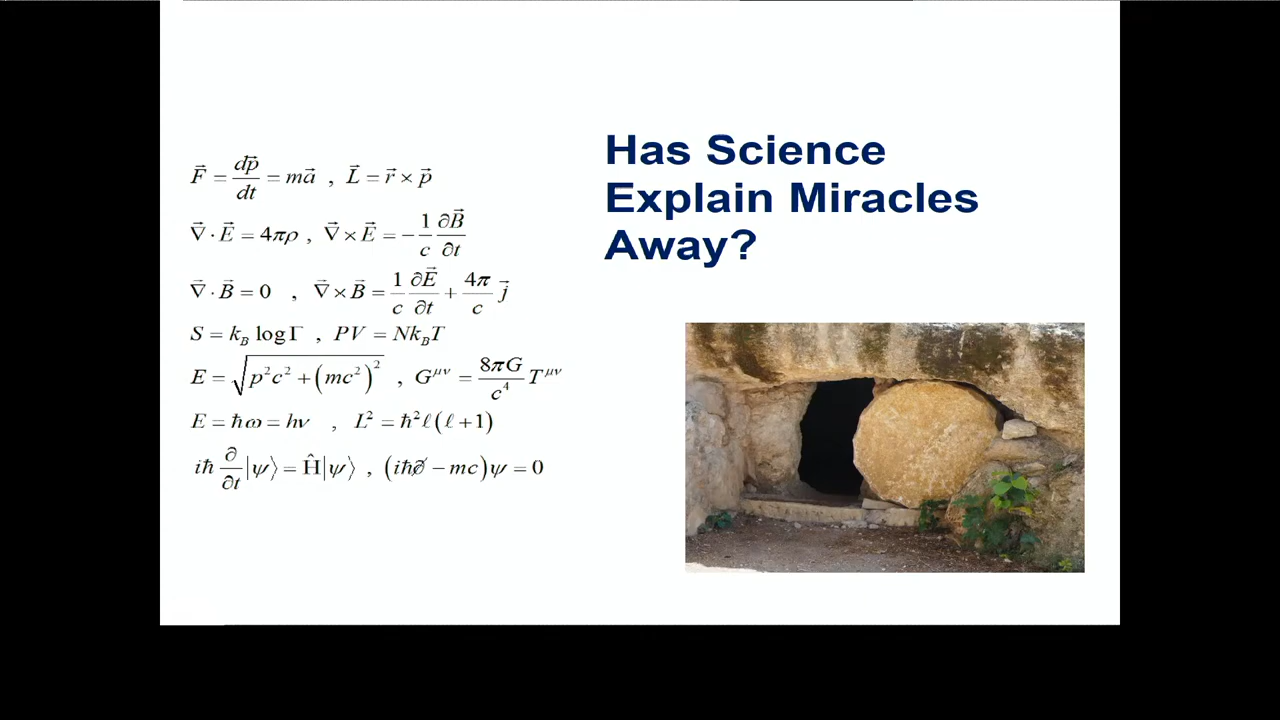 Has Science
Explain Miracles
Away?
F⃗ = dp⃗/dt = ma⃗ , L⃗ = r⃗ × p⃗
∇⃗ · E⃗ = 4πρ , ∇⃗ × E⃗ = −(1/c) ∂B⃗/∂t
∇⃗ · B⃗ = 0 , ∇⃗ × B⃗ = (1/c) ∂E⃗/∂t + (4π/c) j⃗
S = k_B log Γ , PV = Nk_BT
E = √(p²c² + (mc²)²) , G^μν = (8πG/c⁴) T^μν
E = ħω = hν , L² = ħ²ℓ(ℓ + 1)
iħ ∂/∂t |ψ⟩ = Ĥ|ψ⟩ , (iħ∂̸ − mc)ψ = 0